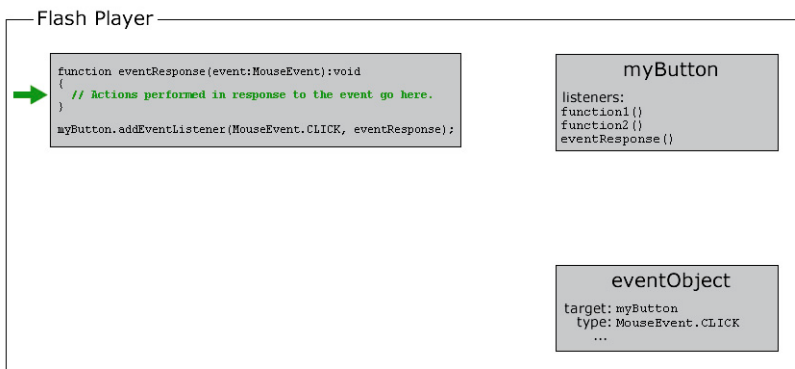 Flash Player
function eventResponse(event:MouseEvent):void
{
// Actions performed in response to the event go here.
}
myButton.addEventListener(MouseEvent.CLICK, eventResponse);
myButton
listeners:
function1()
function2()
eventResponse()
eventObject
target: myButton
type: MouseEvent.CLICK
...